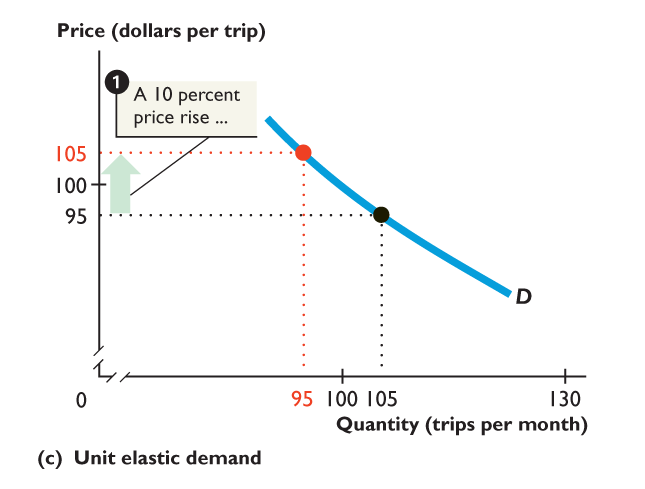 Price (dollars per trip)
1
A 10 percent
price rise ...
105
100
95
D
0
95 100 105 130
Quantity (trips per month)
(c) Unit elastic demand